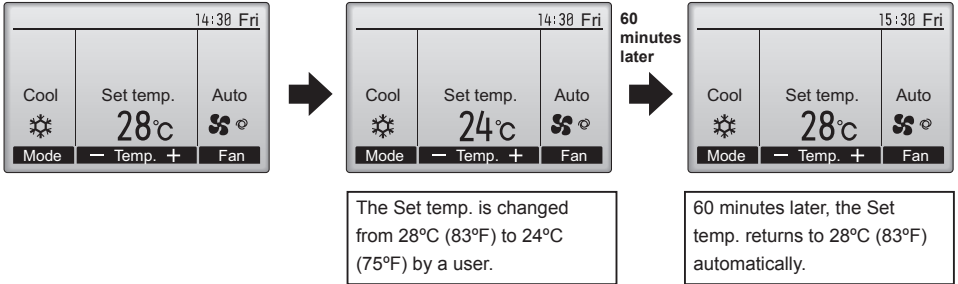 14:30 Fri
Cool Set temp. Auto
28°C
Mode — Temp. + Fan
14:30 Fri
Cool Set temp. Auto
24°C
Mode — Temp. + Fan
The Set temp. is changed
from 28ºC (83ºF) to 24ºC
(75ºF) by a user.
60
minutes
later
15:30 Fri
Cool Set temp. Auto
28°C
Mode — Temp. + Fan
60 minutes later, the Set
temp. returns to 28ºC (83ºF)
automatically.